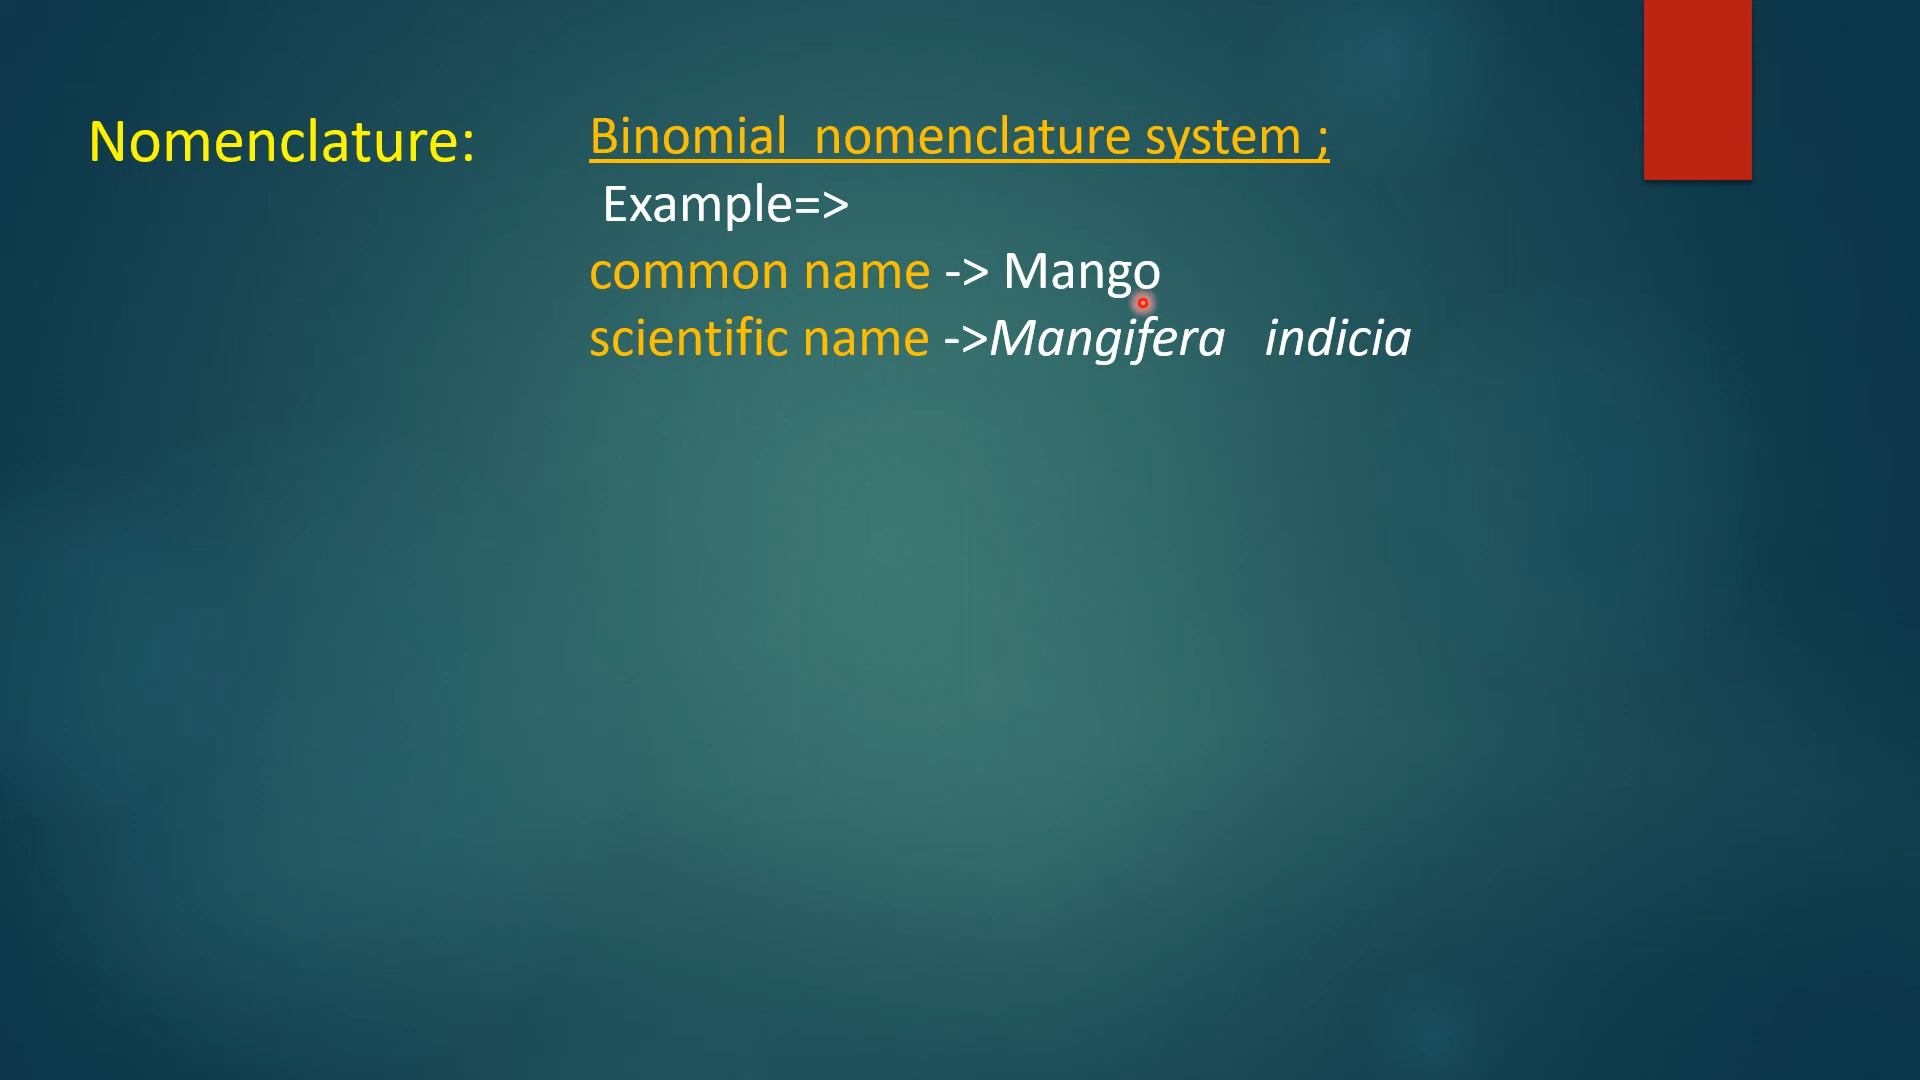 Nomenclature:
Binomial  nomenclature system ;
Example=>
common name -> Mango
scientific name ->Mangifera   indicia